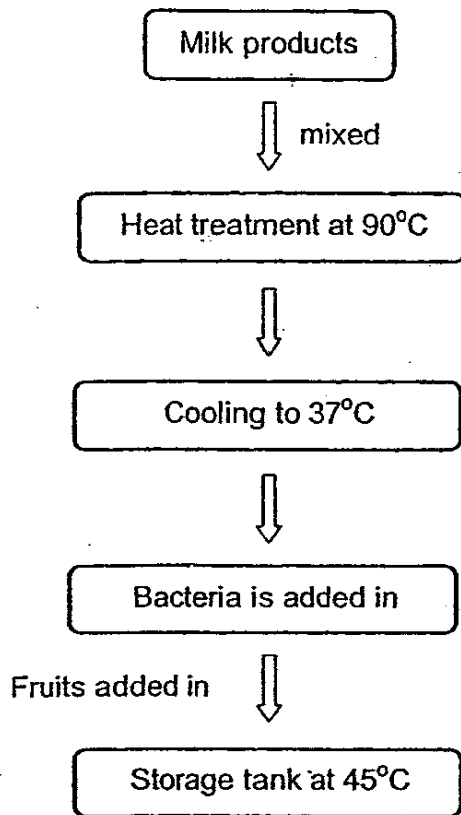 Milk products
mixed
Heat treatment at 90°C
Cooling to 37°C
Bacteria is added in
Fruits added in
Storage tank at 45°C